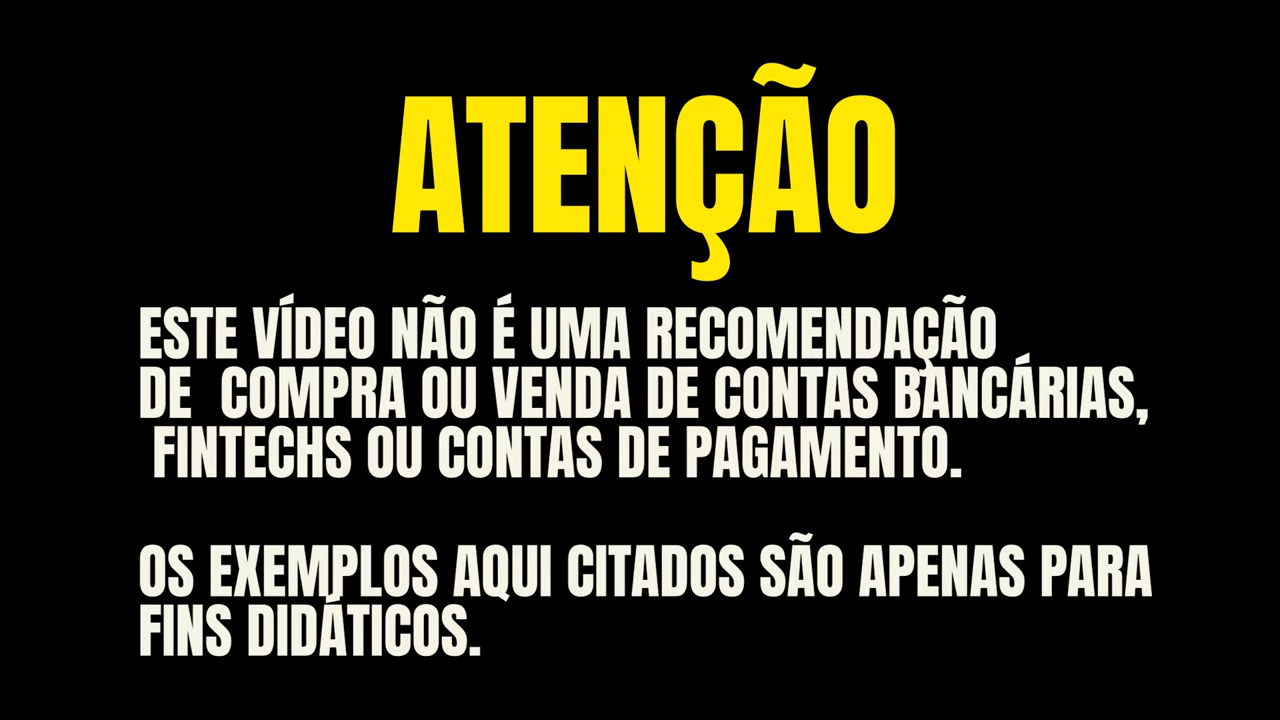 ATENÇÃO
ESTE VÍDEO NÃO É UMA RECOMENDAÇÃO
DE COMPRA OU VENDA DE CONTAS BANCÁRIAS,
FINTECHS OU CONTAS DE PAGAMENTO.
OS EXEMPLOS AQUI CITADOS SÃO APENAS PARA
FINS DIDÁTICOS.